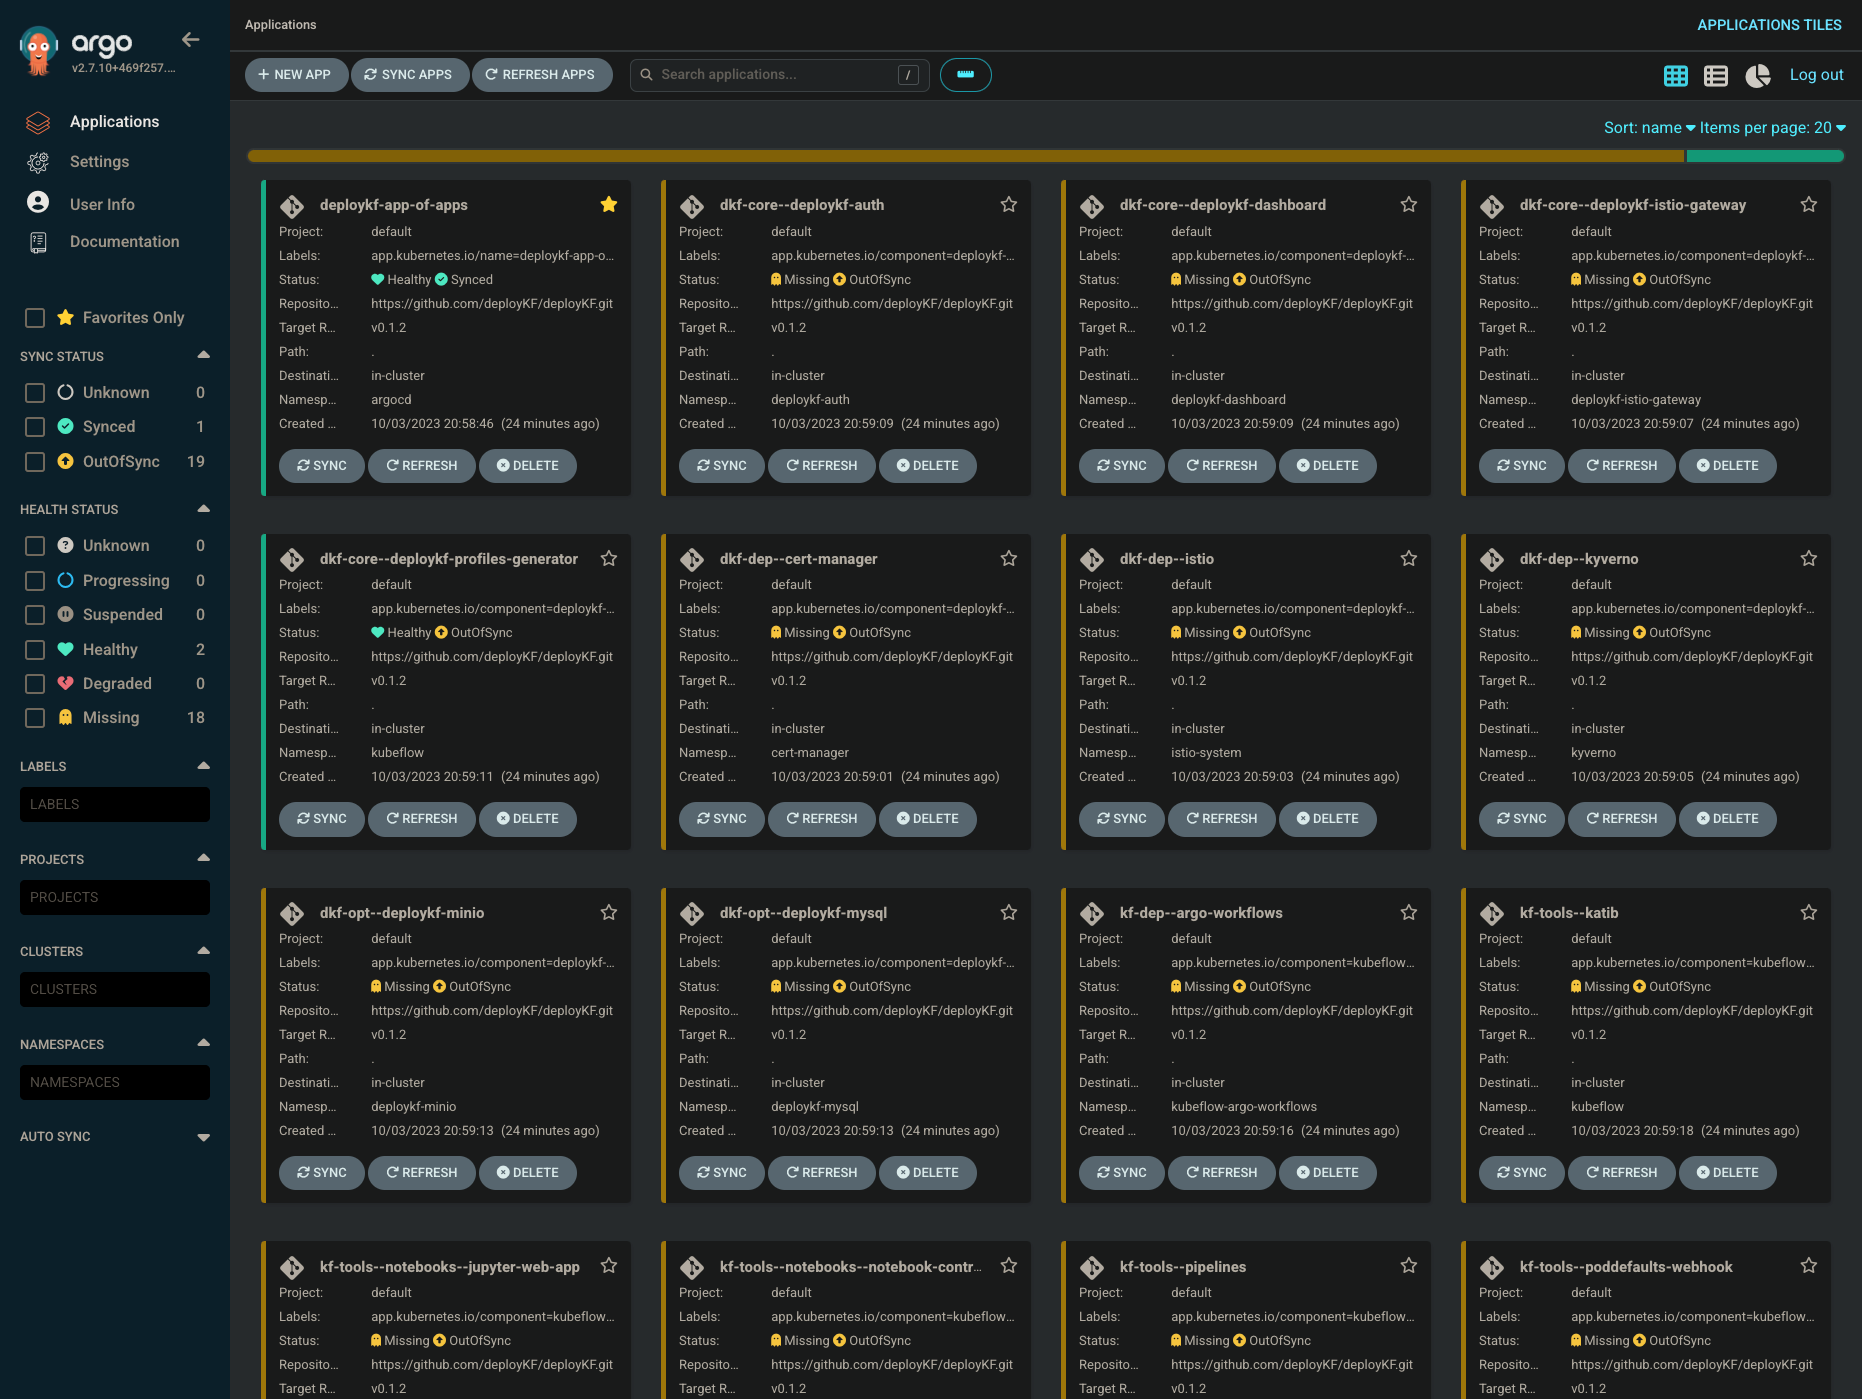 argo
v2.7.10+469f257....
Applications
Settings
User Info
Documentation
Favorites Only
SYNC STATUS
Unknown 0
Synced 1
OutOfSync 19
HEALTH STATUS
Unknown 0
Progressing 0
Suspended 0
Healthy 2
Degraded 0
Missing 18
LABELS
LABELS
PROJECTS
PROJECTS
CLUSTERS
CLUSTERS
NAMESPACES
NAMESPACES
AUTO SYNC
Applications APPLICATIONS TILES
NEW APP SYNC APPS REFRESH APPS Search applications... / Log out
Sort: name Items per page: 20
deploykf-app-of-apps
Project: default
Labels: app.kubernetes.io/name=deploykf-app-o...
Status: Healthy Synced
Reposito... https://github.com/deployKF/deployKF.git
Target R... v0.1.2
Path: .
Destinati... in-cluster
Namesp... argocd
Created ... 10/03/2023 20:58:46 (24 minutes ago)
SYNC REFRESH DELETE
dkf-core--deploykf-auth
Project: default
Labels: app.kubernetes.io/component=deploykf-...
Status: Missing OutOfSync
Reposito... https://github.com/deployKF/deployKF.git
Target R... v0.1.2
Path: .
Destinati... in-cluster
Namesp... deploykf-auth
Created ... 10/03/2023 20:59:09 (24 minutes ago)
SYNC REFRESH DELETE
dkf-core--deploykf-dashboard
Project: default
Labels: app.kubernetes.io/component=deploykf-...
Status: Missing OutOfSync
Reposito... https://github.com/deployKF/deployKF.git
Target R... v0.1.2
Path: .
Destinati... in-cluster
Namesp... deploykf-dashboard
Created ... 10/03/2023 20:59:09 (24 minutes ago)
SYNC REFRESH DELETE
dkf-core--deploykf-istio-gateway
Project: default
Labels: app.kubernetes.io/component=deploykf-...
Status: Missing OutOfSync
Reposito... https://github.com/deployKF/deployKF.git
Target R... v0.1.2
Path: .
Destinati... in-cluster
Namesp... deploykf-istio-gateway
Created ... 10/03/2023 20:59:07 (24 minutes ago)
SYNC REFRESH DELETE
dkf-core--deploykf-profiles-generator
Project: default
Labels: app.kubernetes.io/component=deploykf-...
Status: Healthy OutOfSync
Reposito... https://github.com/deployKF/deployKF.git
Target R... v0.1.2
Path: .
Destinati... in-cluster
Namesp... kubeflow
Created ... 10/03/2023 20:59:11 (24 minutes ago)
SYNC REFRESH DELETE
dkf-dep--cert-manager
Project: default
Labels: app.kubernetes.io/component=deploykf-...
Status: Missing OutOfSync
Reposito... https://github.com/deployKF/deployKF.git
Target R... v0.1.2
Path: .
Destinati... in-cluster
Namesp... cert-manager
Created ... 10/03/2023 20:59:01 (24 minutes ago)
SYNC REFRESH DELETE
dkf-dep--istio
Project: default
Labels: app.kubernetes.io/component=deploykf-...
Status: Missing OutOfSync
Reposito... https://github.com/deployKF/deployKF.git
Target R... v0.1.2
Path: .
Destinati... in-cluster
Namesp... istio-system
Created ... 10/03/2023 20:59:03 (24 minutes ago)
SYNC REFRESH DELETE
dkf-dep--kyverno
Project: default
Labels: app.kubernetes.io/component=deploykf-...
Status: Missing OutOfSync
Reposito... https://github.com/deployKF/deployKF.git
Target R... v0.1.2
Path: .
Destinati... in-cluster
Namesp... kyverno
Created ... 10/03/2023 20:59:05 (24 minutes ago)
SYNC REFRESH DELETE
dkf-opt--deploykf-minio
Project: default
Labels: app.kubernetes.io/component=deploykf-...
Status: Missing OutOfSync
Reposito... https://github.com/deployKF/deployKF.git
Target R... v0.1.2
Path: .
Destinati... in-cluster
Namesp... deploykf-minio
Created ... 10/03/2023 20:59:13 (24 minutes ago)
SYNC REFRESH DELETE
dkf-opt--deploykf-mysql
Project: default
Labels: app.kubernetes.io/component=deploykf-...
Status: Missing OutOfSync
Reposito... https://github.com/deployKF/deployKF.git
Target R... v0.1.2
Path: .
Destinati... in-cluster
Namesp... deploykf-mysql
Created ... 10/03/2023 20:59:13 (24 minutes ago)
SYNC REFRESH DELETE
kf-dep--argo-workflows
Project: default
Labels: app.kubernetes.io/component=kubeflow...
Status: Missing OutOfSync
Reposito... https://github.com/deployKF/deployKF.git
Target R... v0.1.2
Path: .
Destinati... in-cluster
Namesp... kubeflow-argo-workflows
Created ... 10/03/2023 20:59:16 (24 minutes ago)
SYNC REFRESH DELETE
kf-tools--katib
Project: default
Labels: app.kubernetes.io/component=kubeflow...
Status: Missing OutOfSync
Reposito... https://github.com/deployKF/deployKF.git
Target R... v0.1.2
Path: .
Destinati... in-cluster
Namesp... kubeflow
Created ... 10/03/2023 20:59:18 (24 minutes ago)
SYNC REFRESH DELETE
kf-tools--notebooks--jupyter-web-app
Project: default
Labels: app.kubernetes.io/component=kubeflow...
Status: Missing OutOfSync
Reposito... https://github.com/deployKF/deployKF.git
Target R... v0.1.2
kf-tools--notebooks--notebook-contr...
Project: default
Labels: app.kubernetes.io/component=kubeflow...
Status: Missing OutOfSync
Reposito... https://github.com/deployKF/deployKF.git
Target R... v0.1.2
kf-tools--pipelines
Project: default
Labels: app.kubernetes.io/component=kubeflow...
Status: Missing OutOfSync
Reposito... https://github.com/deployKF/deployKF.git
Target R... v0.1.2
kf-tools--poddefaults-webhook
Project: default
Labels: app.kubernetes.io/component=kubeflow...
Status: Missing OutOfSync
Reposito... https://github.com/deployKF/deployKF.git
Target R... v0.1.2